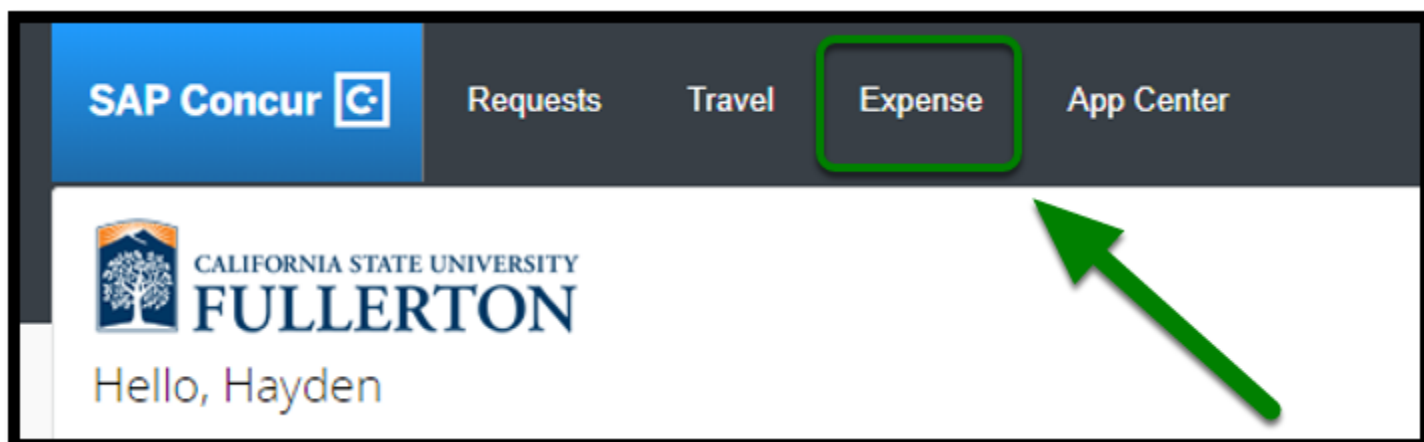 SAP Concur C Requests Travel Expense App Center
CALIFORNIA STATE UNIVERSITY
FULLERTON
Hello, Hayden